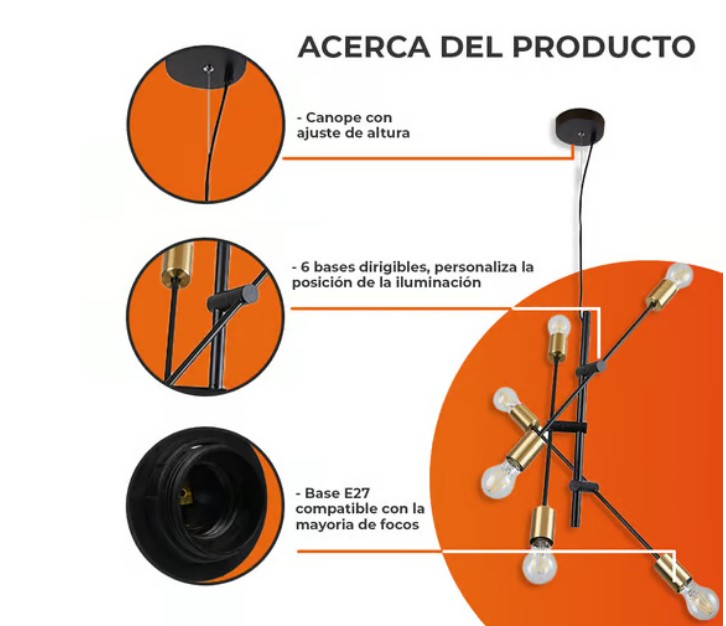 ACERCA DEL PRODUCTO
- Canope con
ajuste de altura
- 6 bases dirigibles, personaliza la
posición de la iluminación
- Base E27
compatible con la
mayoria de focos